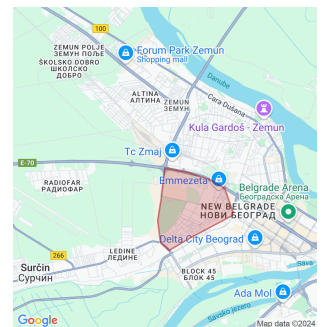 100
ZEMUN POLJE
ЗЕМУН ПОЉЕ
Forum Park Zemun
Shopping mall
ŠKOLSKO DOBRO
ШКОЛСКО
ДОБРО
Danube
ALTINA
АЛТИНА
ZEMUN
ЗЕМУН
Cara Dušana
Kula Gardoš - Zemun
Tc Zmaj
E-70
RADIOFAR
РАДИОФАР
Emmezeta
Belgrade Arena
Београдска Арена
NEW BELGRADE
НОВИ БЕОГРАД
Delta City Beograd
LEDINE
ЛЕДИНЕ
266
Surčin
Сурчин
BLOCK 45
БЛОК 45
Sava
Ada Mol
Savsko jezero
Google
Map data ©2024